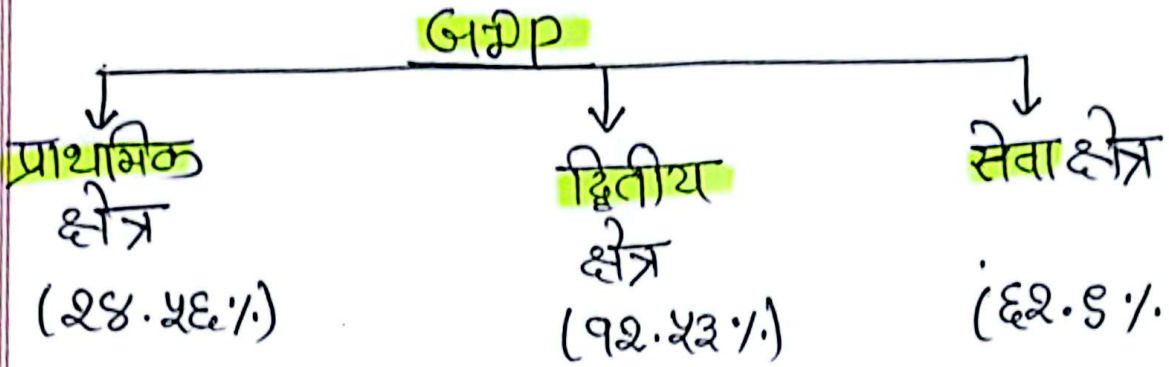 GDP
प्राथमिक
क्षेत्र
(२४.५६%)
द्वितीय
क्षेत्र
(१२.५३%)
सेवा क्षेत्र
(६२.९%